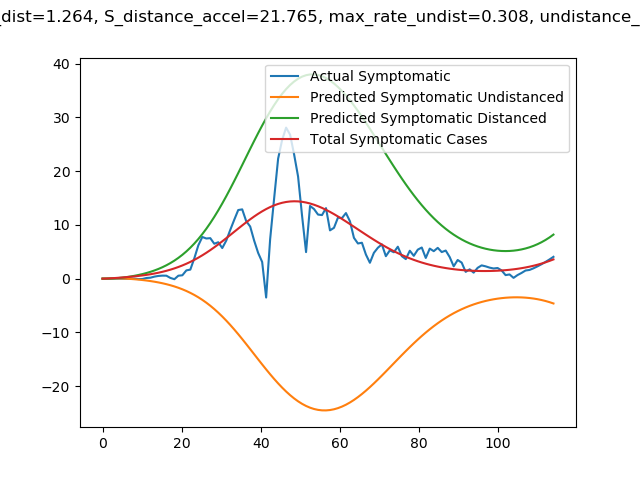 _dist=1.264, S_distance_accel=21.765, max_rate_undist=0.308, undistance_
Actual Symptomatic
Predicted Symptomatic Undistanced
Predicted Symptomatic Distanced
Total Symptomatic Cases
40
30
20
10
0
−10
−20
0 20 40 60 80 100